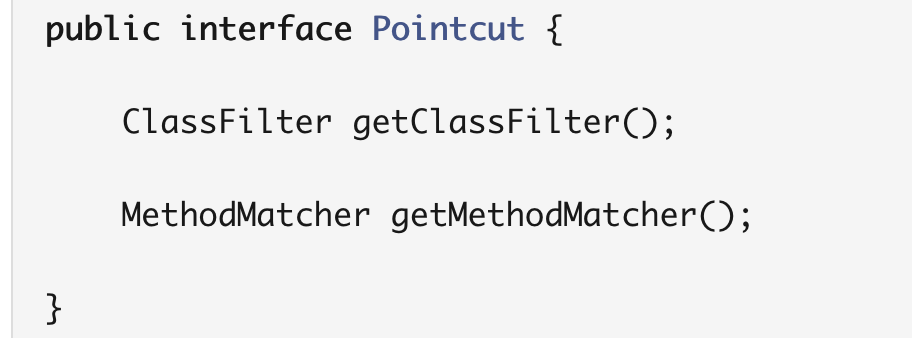 public interface Pointcut {
ClassFilter getClassFilter();
MethodMatcher getMethodMatcher();
}